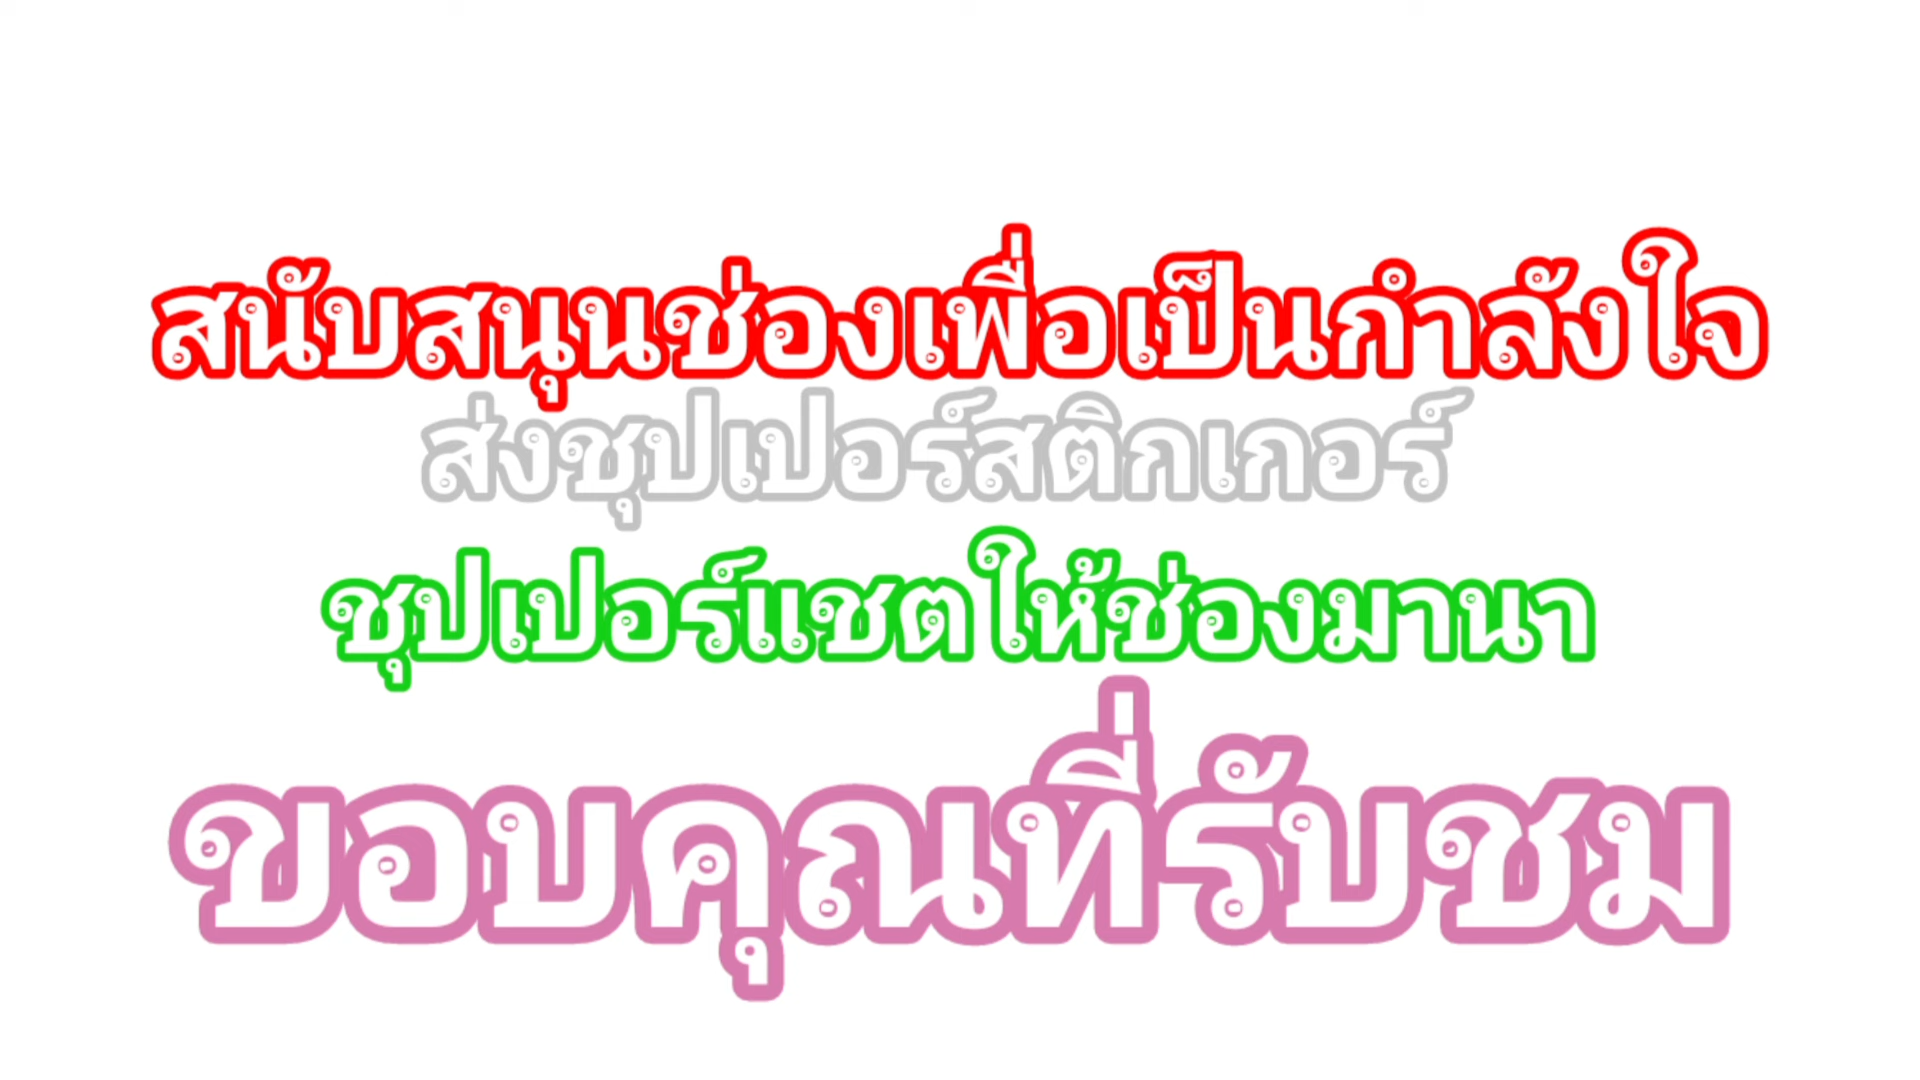 สนับสนุนช่องเพื่อเป็นกำลังใจ
ส่งซุปเปอร์สติกเกอร์
ซุปเปอร์แชตให้ช่องมานา
ขอบคุณที่รับชม